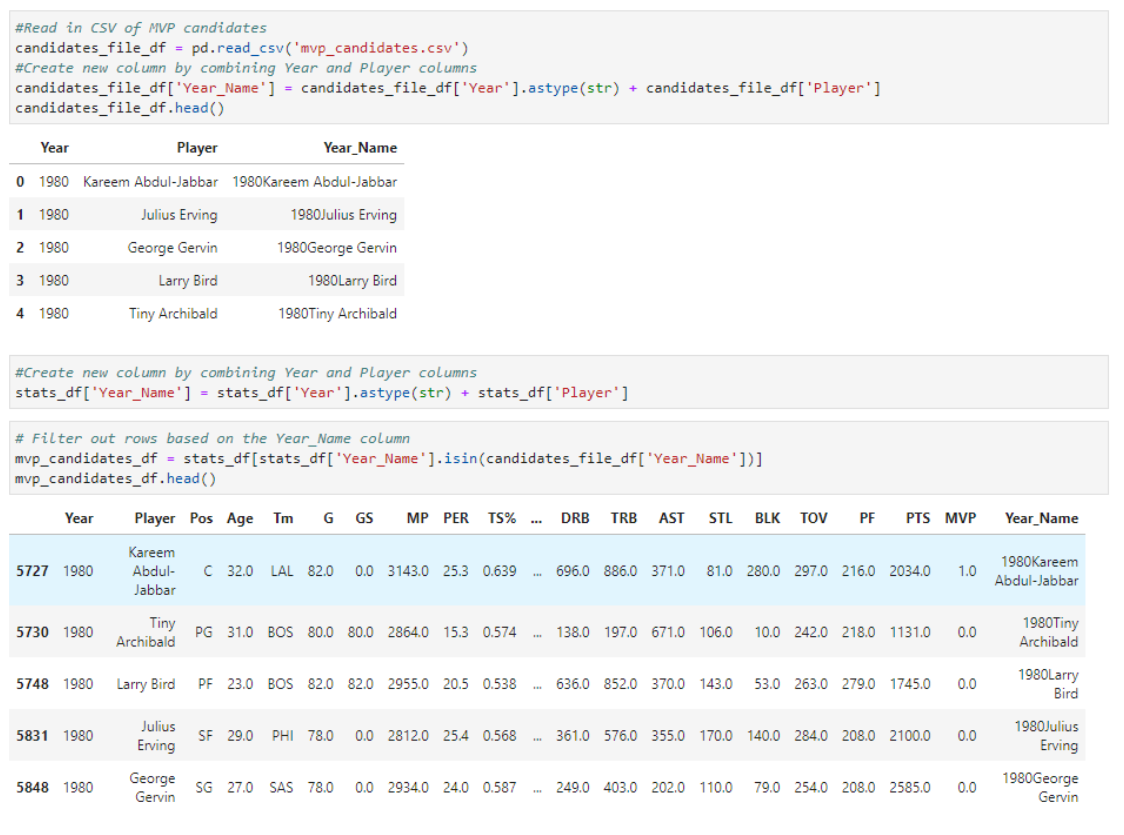 #Read in CSV of MVP candidates
candidates_file_df = pd.read_csv('mvp_candidates.csv')
#Create new column by combining Year and Player columns
candidates_file_df['Year_Name'] = candidates_file_df['Year'].astype(str) + candidates_file_df['Player']
candidates_file_df.head()
Year Player Year_Name
0 1980 Kareem Abdul-Jabbar 1980Kareem Abdul-Jabbar
1 1980 Julius Erving 1980Julius Erving
2 1980 George Gervin 1980George Gervin
3 1980 Larry Bird 1980Larry Bird
4 1980 Tiny Archibald 1980Tiny Archibald
#Create new column by combining Year and Player columns
stats_df['Year_Name'] = stats_df['Year'].astype(str) + stats_df['Player']
# Filter out rows based on the Year_Name column
mvp_candidates_df = stats_df[stats_df['Year_Name'].isin(candidates_file_df['Year_Name'])]
mvp_candidates_df.head()
Year Player Pos Age Tm G GS MP PER TS% ... DRB TRB AST STL BLK TOV PF PTS MVP Year_Name
Kareem
5727 1980 Abdul- C 32.0 LAL 82.0 0.0 3143.0 25.3 0.639 ... 696.0 886.0 371.0 81.0 280.0 297.0 216.0 2034.0 1.0 1980Kareem
Jabbar Abdul-Jabbar
5730 1980 Tiny PG 31.0 BOS 80.0 80.0 2864.0 15.3 0.574 ... 138.0 197.0 671.0 106.0 10.0 242.0 218.0 1131.0 0.0 1980Tiny
Archibald Archibald
5748 1980 Larry Bird PF 23.0 BOS 82.0 82.0 2955.0 20.5 0.538 ... 636.0 852.0 370.0 143.0 53.0 263.0 279.0 1745.0 0.0 1980Larry
Bird
5831 1980 Julius SF 29.0 PHI 78.0 0.0 2812.0 25.4 0.568 ... 361.0 576.0 355.0 170.0 140.0 284.0 208.0 2100.0 0.0 1980Julius
Erving Erving
5848 1980 George SG 27.0 SAS 78.0 0.0 2934.0 24.0 0.587 ... 249.0 403.0 202.0 110.0 79.0 254.0 208.0 2585.0 0.0 1980George
Gervin Gervin